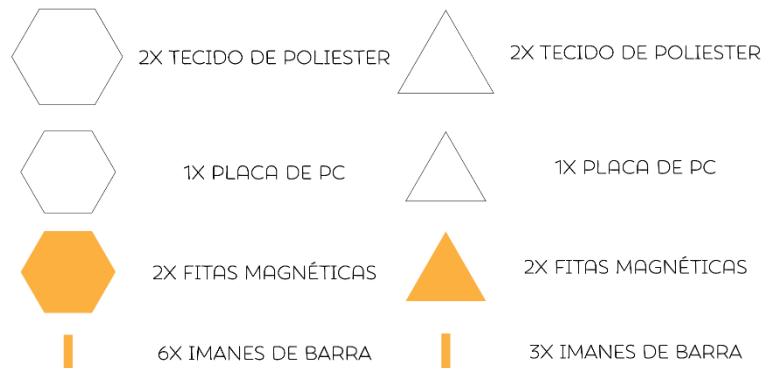 2X TECIDO DE POLIESTER
2X TECIDO DE POLIESTER
1X PLACA DE PC
1X PLACA DE PC
2X FITAS MAGNÉTICAS
2X FITAS MAGNÉTICAS
6X IMANES DE BARRA
3X IMANES DE BARRA